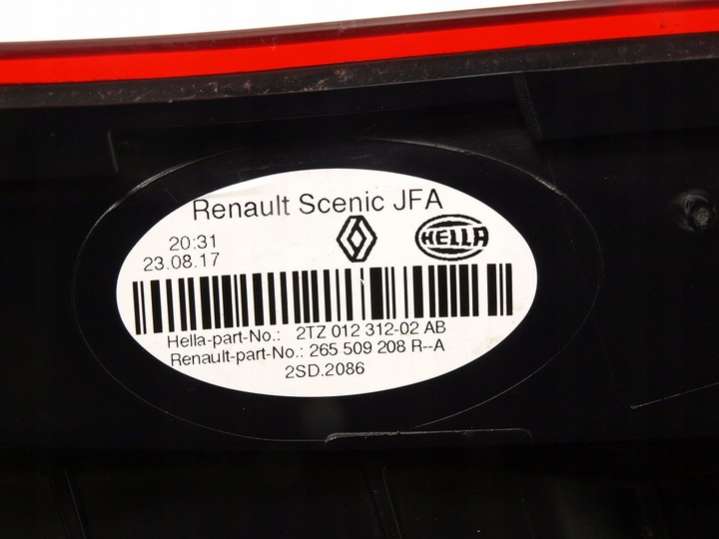 Renault Scenic JFA
20:31
23.08.17
HELLA
Hella-part-No.: 2TZ 012 312-02 AB
Renault-part-No.: 265 509 208 R--A
2SD.2086